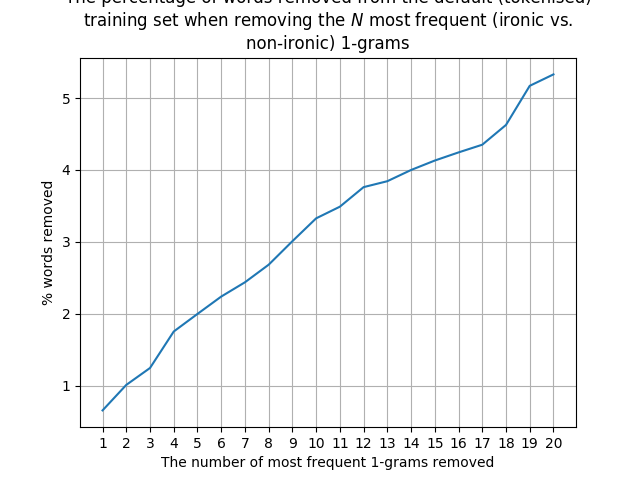 The percentage of words removed from the default (tokenised)
training set when removing the N most frequent (ironic vs.
non-ironic) 1-grams
% words removed
5
4
3
2
1
1 2 3 4 5 6 7 8 9 10 11 12 13 14 15 16 17 18 19 20
The number of most frequent 1-grams removed